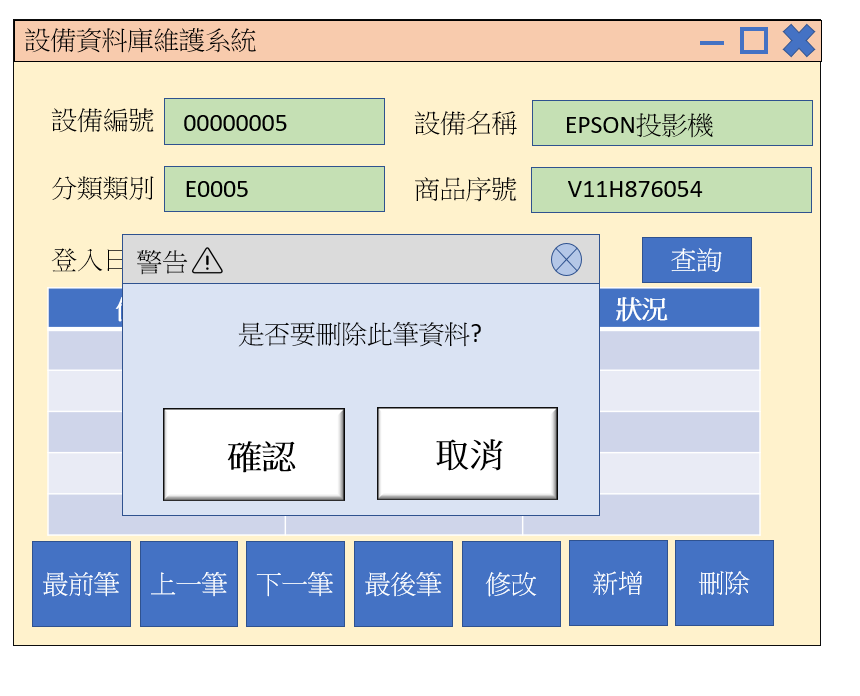 設備資料庫維護系統
設備編號 00000005 設備名稱 EPSON投影機
分類類別 E0005 商品序號 V11H876054
登入日
查詢
警告
狀況
是否要刪除此筆資料?
確認 取消
最前筆 上一筆 下一筆 最後筆 修改 新增 刪除